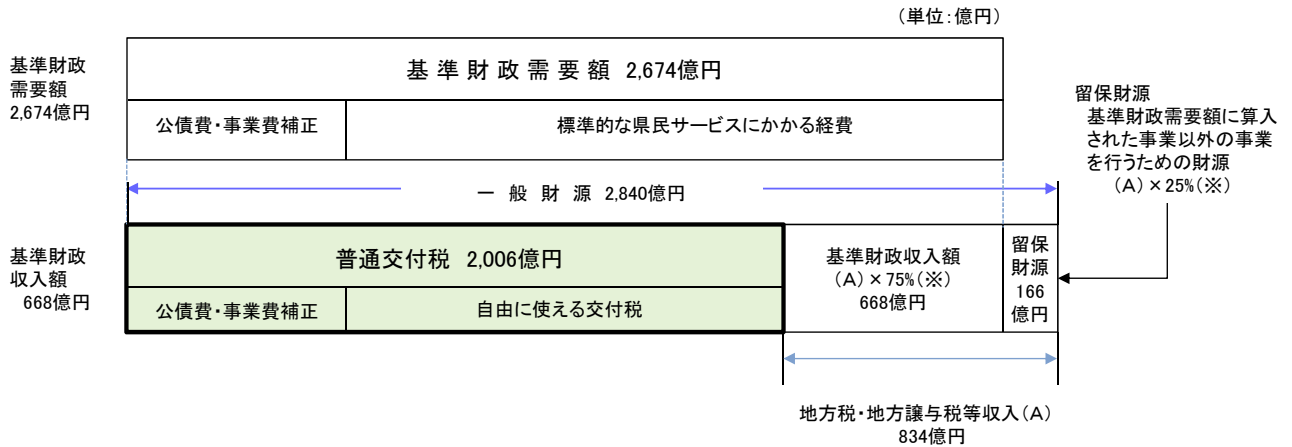 (単位:億円)
基準財政
需要額
2,674億円
基 準 財 政 需 要 額 2,674億円
公債費・事業費補正
標準的な県民サービスにかかる経費
留保財源
基準財政需要額に算入
された事業以外の事業
を行うための財源
(A)×25%(※)
一 般 財 源 2,840億円
基準財政
収入額
668億円
普通交付税 2,006億円
公債費・事業費補正
自由に使える交付税
基準財政収入額
(A)×75%(※)
668億円
留保
財源
166
億円
地方税・地方譲与税等収入(A)
834億円